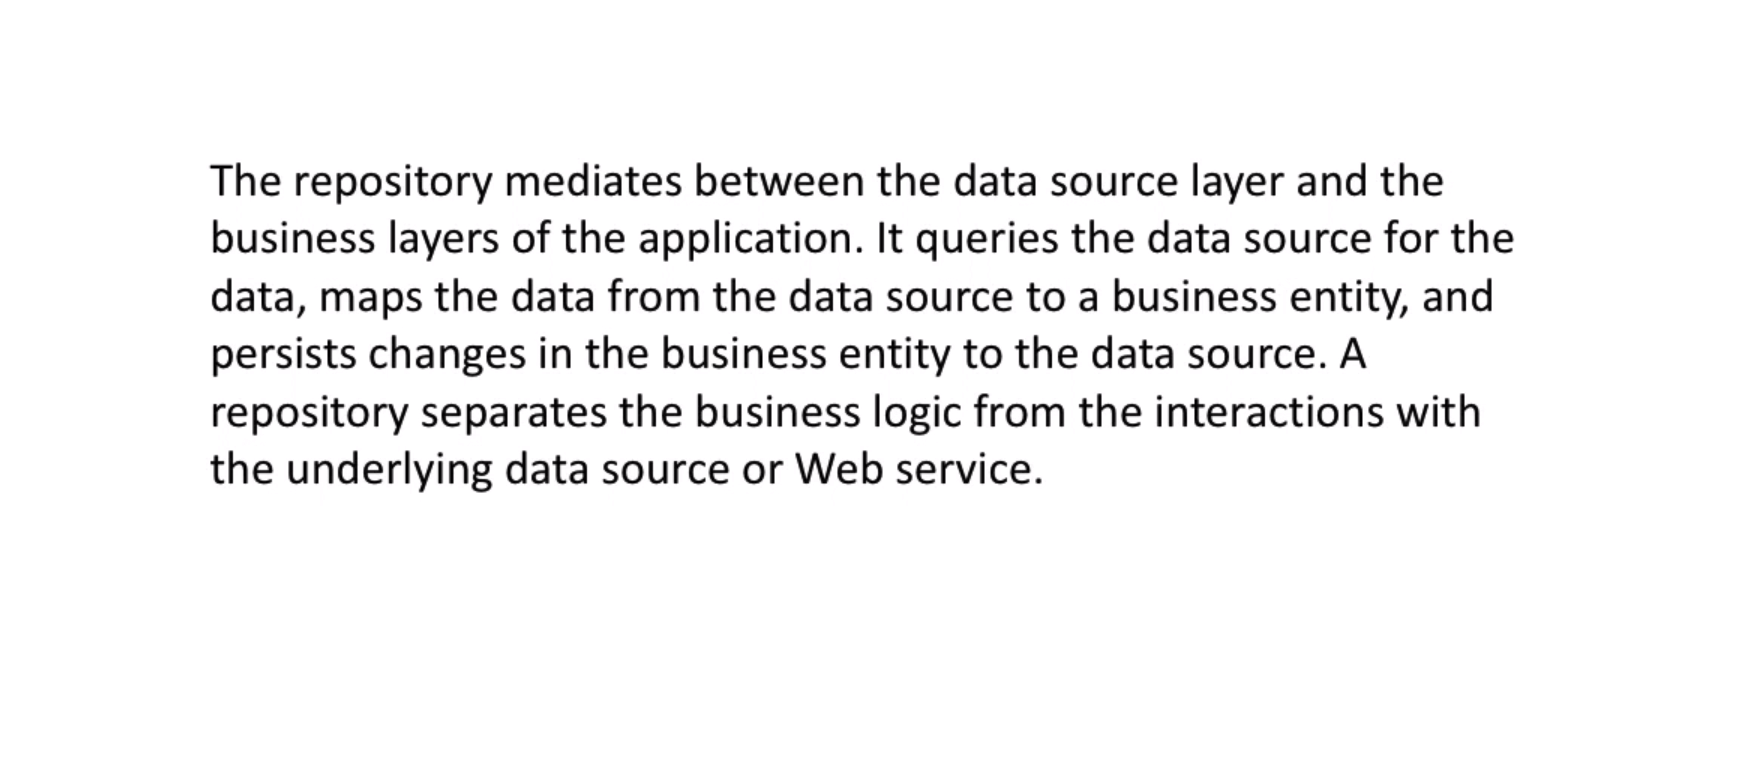 The repository mediates between the data source layer and the
business layers of the application. It queries the data source for the
data, maps the data from the data source to a business entity, and
persists changes in the business entity to the data source. A
repository separates the business logic from the interactions with
the underlying data source or Web service.